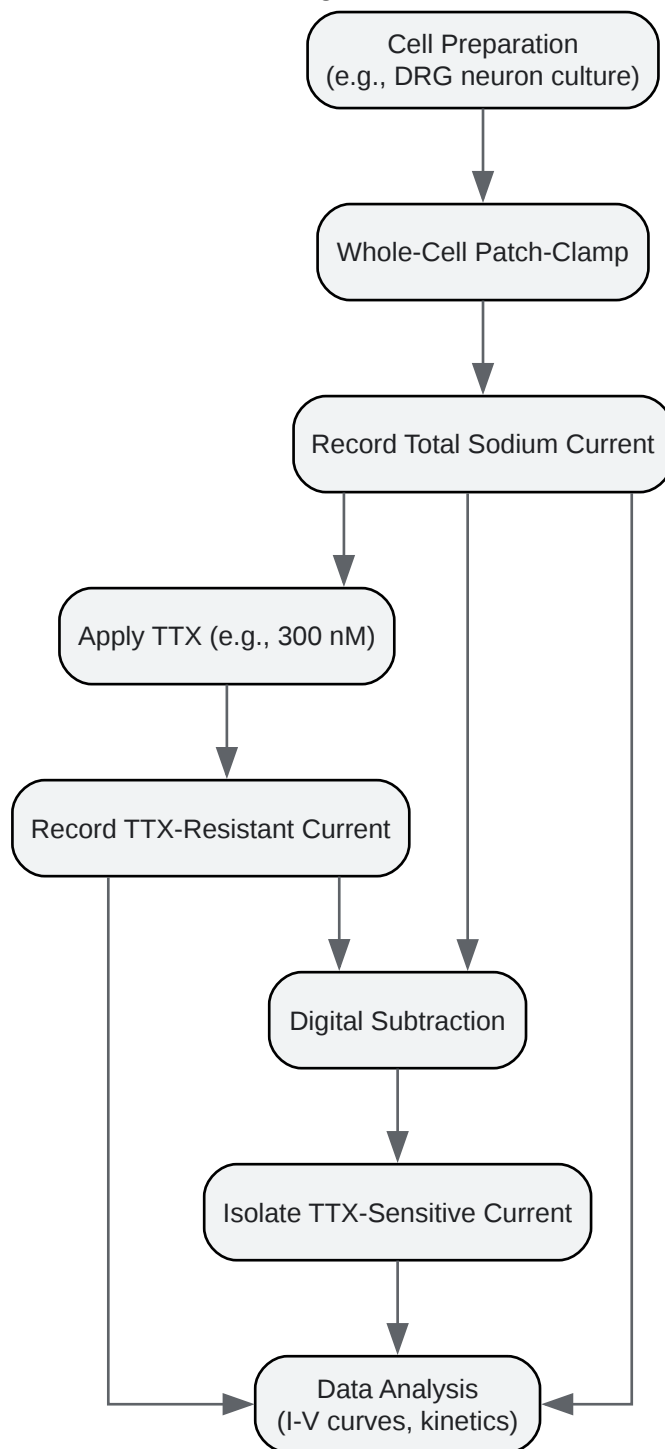 Cell Preparation
(e.g., DRG neuron culture)
Whole-Cell Patch-Clamp
Record Total Sodium Current
Apply TTX (e.g., 300 nM)
Record TTX-Resistant Current
Digital Subtraction
Isolate TTX-Sensitive Current
Data Analysis
(I-V curves, kinetics)